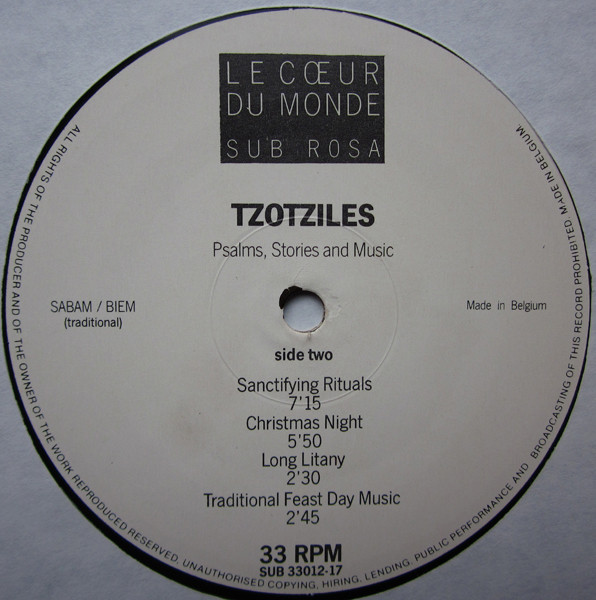 LE CŒUR
DU MONDE
SUB ROSA
TZOTZILES
Psalms, Stories and Music
SABAM / BIEM
(traditional)
Made in Belgium
side two
Sanctifying Rituals
7'15
Christmas Night
5'50
Long Litany
2'30
Traditional Feast Day Music
2'45
33 RPM
SUB 33012-17
ALL RIGHTS OF THE PRODUCER AND OF THE OWNER OF THE WORK REPRODUCED RESERVED. UNAUTHORISED COPYING, HIRING, LENDING, PUBLIC PERFORMANCE AND BROADCASTING OF THIS RECORD PROHIBITED. MADE IN BELGIUM.